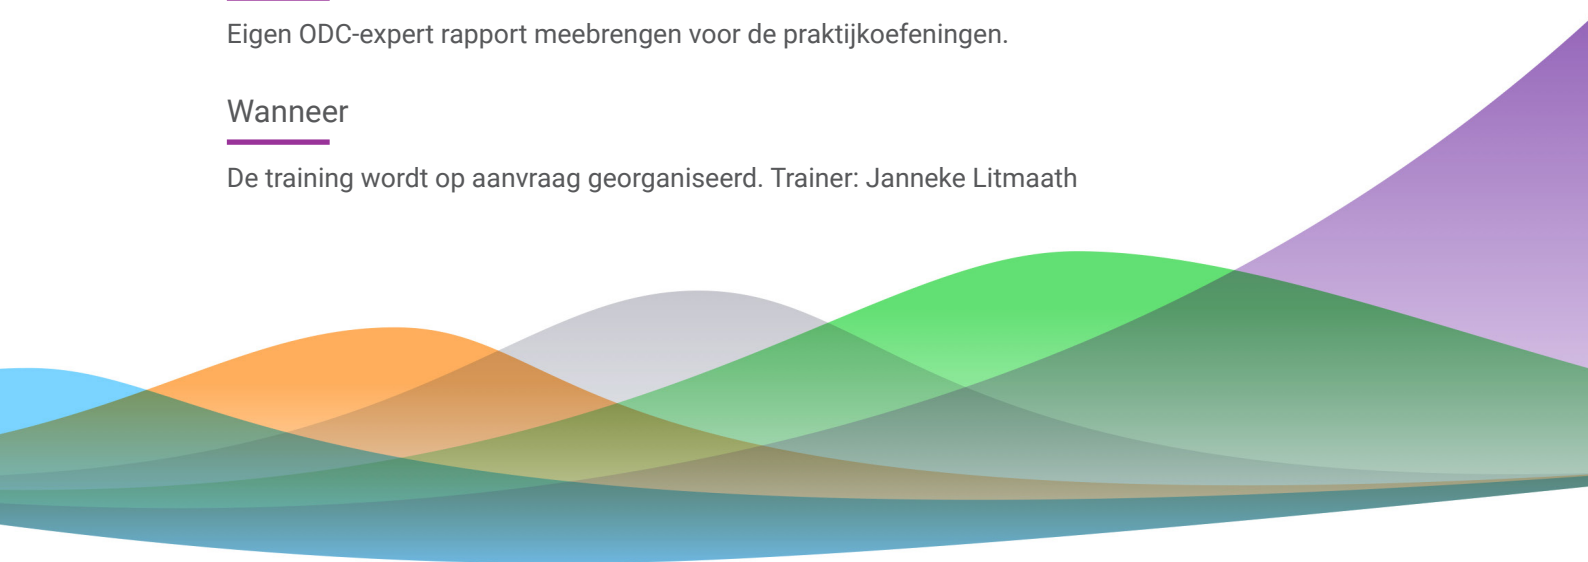 Eigen ODC-expert rapport meebrengen voor de praktijkoefeningen.
Wanneer
De training wordt op aanvraag georganiseerd. Trainer: Janneke Litmaath